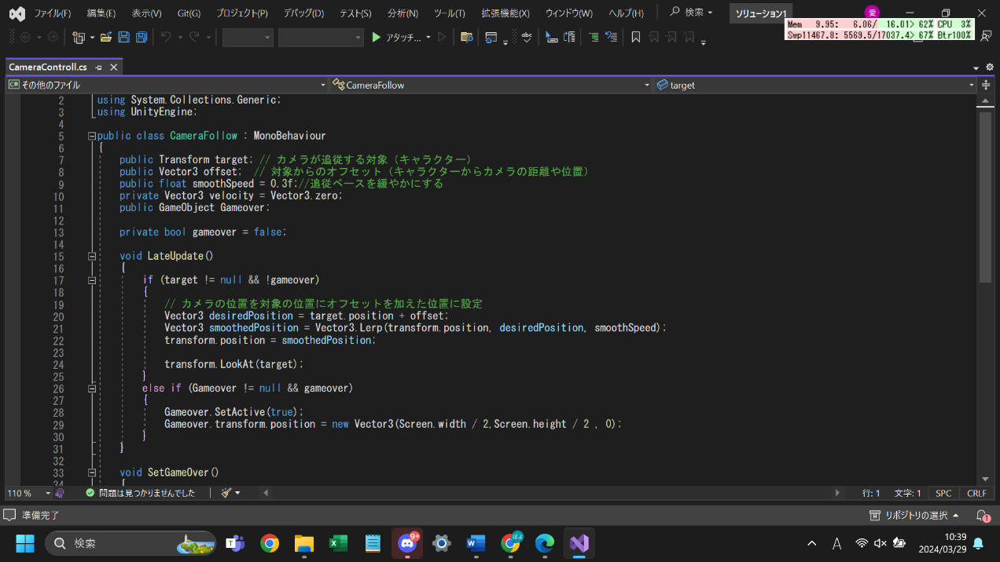 ファイル(F) 編集(E) 表示(V) Git(G) プロジェクト(P) デバッグ(D) テスト(S) 分析(N) ツール(T) 拡張機能(X) ウィンドウ(W) ヘルプ(H) 検索 ソリューション1 愛
Mem 9.95: 6.06/ 16.01> 62% CPU 3%
Swp11467.8: 5569.5/17037.4> 67% Btr100%
アタッチ...
CameraControll.cs
その他のファイル CameraFollow target
2 using System.Collections.Generic;
3 using UnityEngine;
4
5 public class CameraFollow : MonoBehaviour
6 {
7 public Transform target; // カメラが追従する対象（キャラクター）
8 public Vector3 offset; // 対象からのオフセット（キャラクターからカメラの距離や位置）
9 public float smoothSpeed = 0.3f;//追従ペースを緩やかにする
10 private Vector3 velocity = Vector3.zero;
11 public GameObject Gameover;
12
13 private bool gameover = false;
14
15 void LateUpdate()
16 {
17 if (target != null && !gameover)
18 {
19 // カメラの位置を対象の位置にオフセットを加えた位置に設定
20 Vector3 desiredPosition = target.position + offset;
21 Vector3 smoothedPosition = Vector3.Lerp(transform.position, desiredPosition, smoothSpeed);
22 transform.position = smoothedPosition;
23
24 transform.LookAt(target);
25 }
26 else if (Gameover != null && gameover)
27 {
28 Gameover.SetActive(true);
29 Gameover.transform.position = new Vector3(Screen.width / 2,Screen.height / 2 , 0);
30 }
31 }
32
33 void SetGameOver()
34 {
110 % 問題は見つかりませんでした 行: 1 文字: 1 SPC CRLF
準備完了 リポジトリの選択 1
検索 9+ A 10:39
2024/03/29